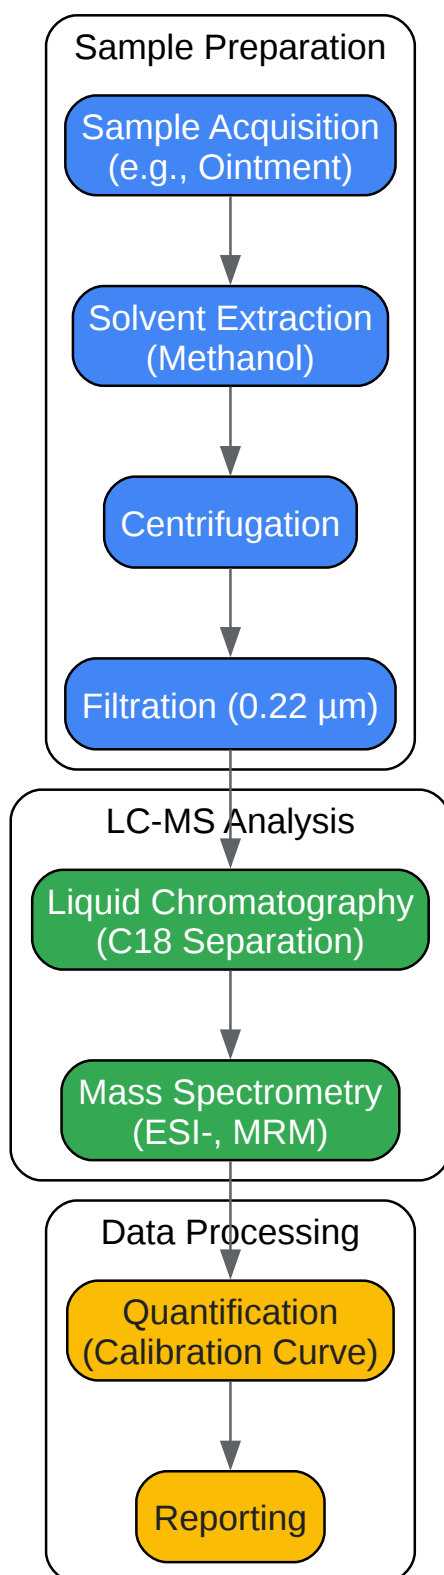 Sample Preparation
Sample Acquisition
(e.g., Ointment)
Solvent Extraction
(Methanol)
Centrifugation
Filtration (0.22 µm)
LC-MS Analysis
Liquid Chromatography
(C18 Separation)
Mass Spectrometry
(ESI-, MRM)
Data Processing
Quantification
(Calibration Curve)
Reporting